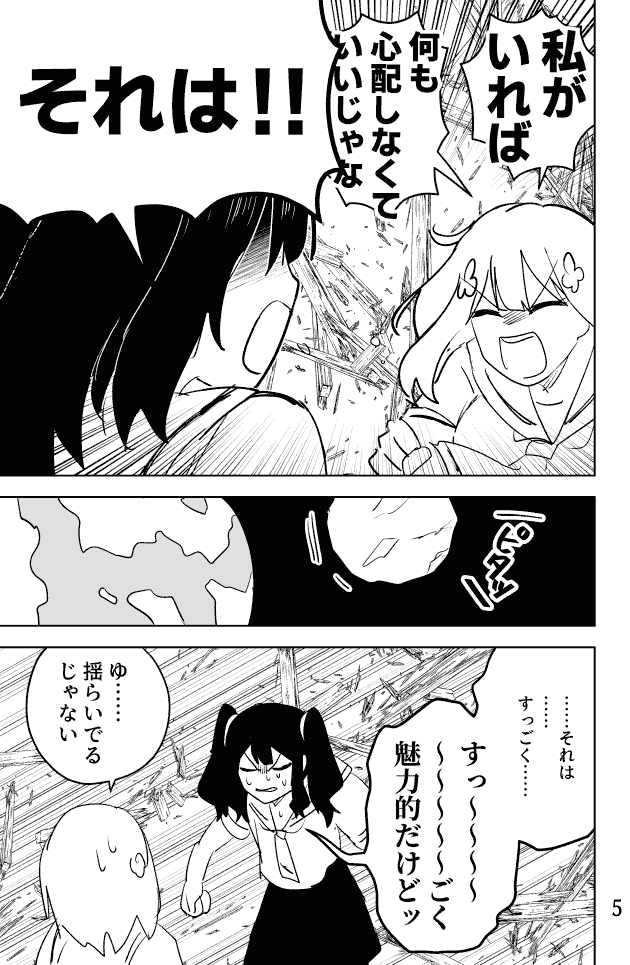 私が
いれば
何も
心配しなくて
いいじゃな
それは!!
ピタッ
……それは
……
すっごく……
すっ〜〜〜〜
〜〜〜〜〜ごく
魅力的だけどッ
ゆ……
揺らいでる
じゃない
5